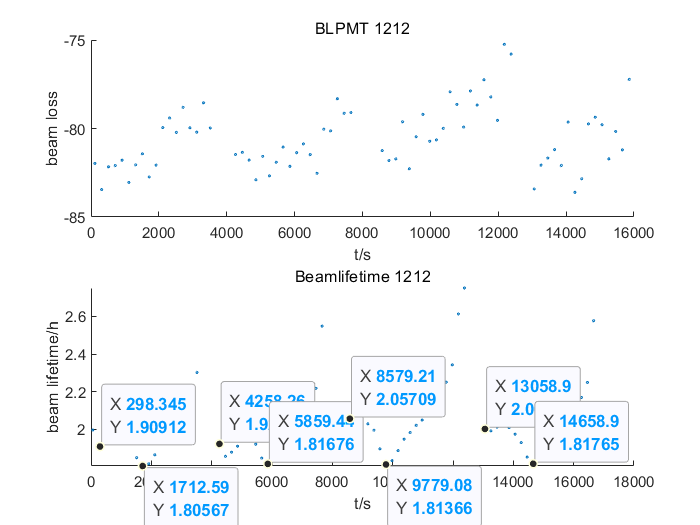 BLPMT 1212
-75
-80
-85
beam loss
0 2000 4000 6000 8000 10000 12000 14000 16000
t/s
Beamlifetime 1212
2.6
2.4
2.2
2
beam lifetime/h
X 298.345
Y 1.90912
X 1712.59
Y 1.80567
X 4258.26
X 5859.4
Y 1.81676
X 8579.21
Y 2.05709
X 9779.08
Y 1.81366
X 13058.9
X 14658.9
Y 1.81765
0 6000 8000 12000 14000 16000 18000
t/s